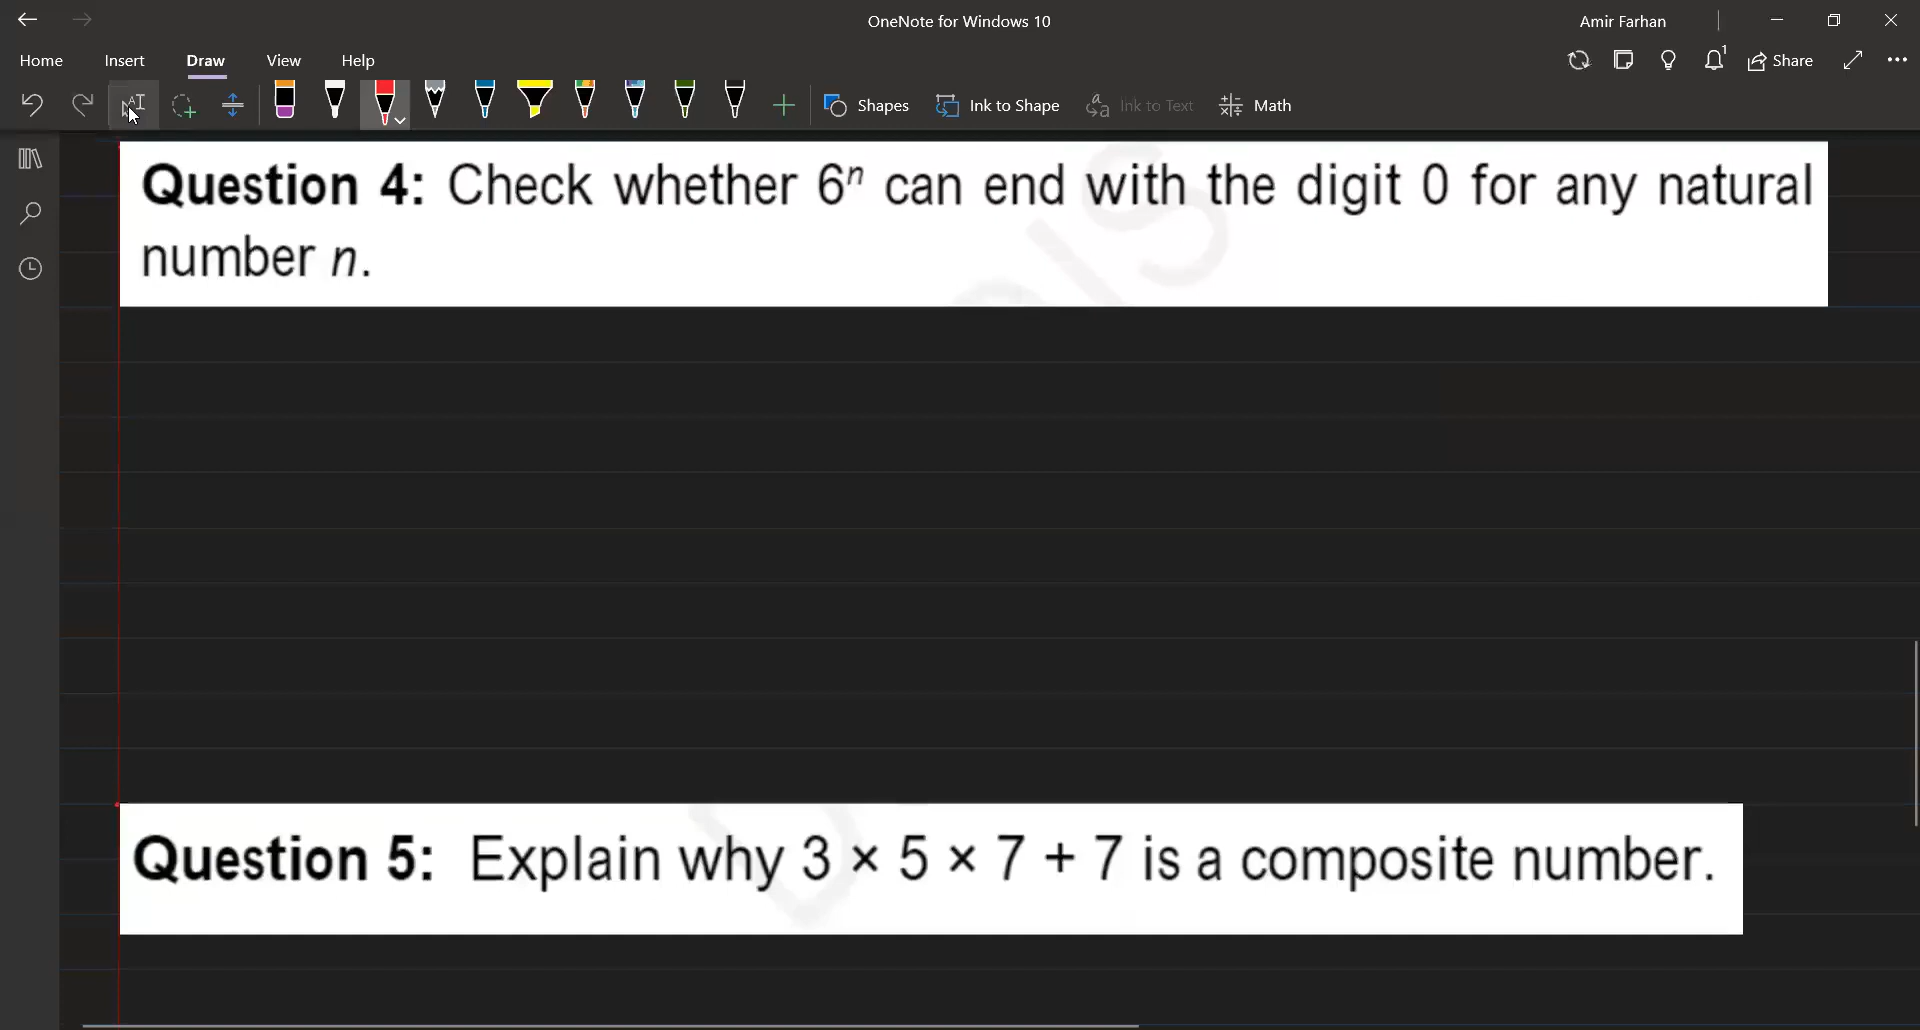 OneNote for Windows 10
Amir Farhan
Home Insert Draw View Help
1
Share
Shapes Ink to Shape Ink to Text Math
Question 4: Check whether 6ⁿ can end with the digit 0 for any natural
number n.
Question 5: Explain why 3 × 5 × 7 + 7 is a composite number.